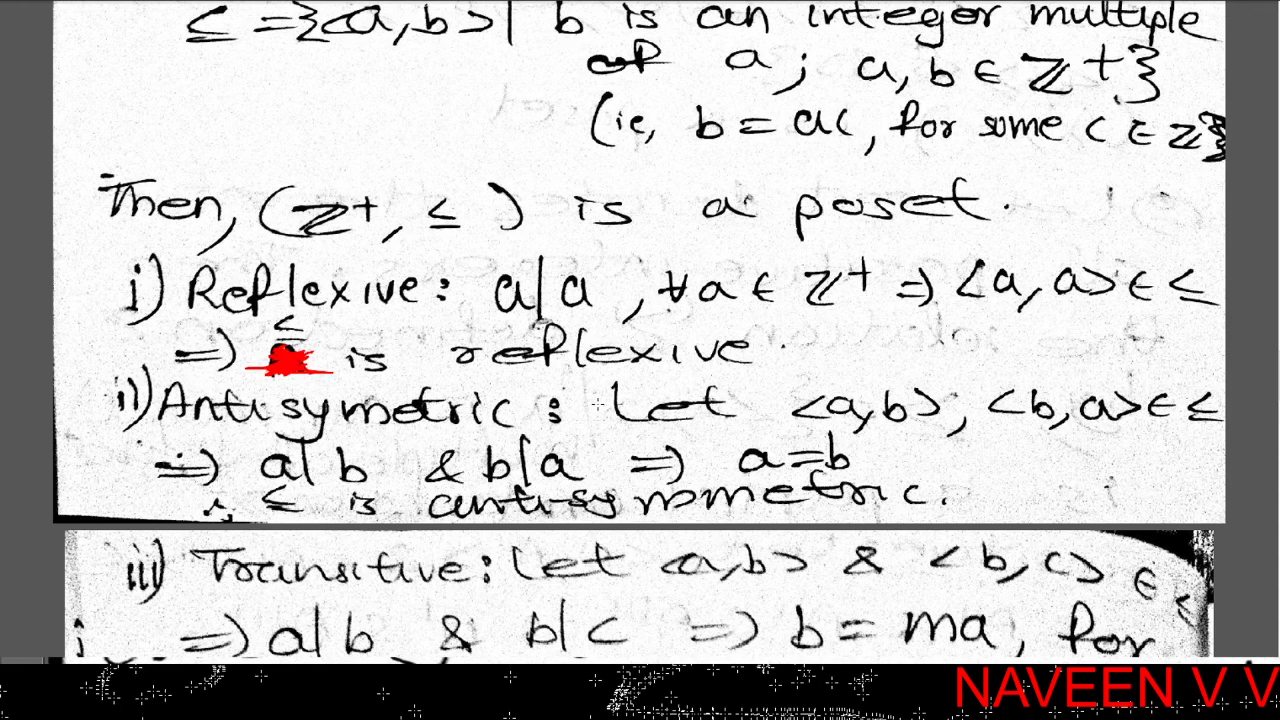 ≤ = {<a, b> | b is an integer multiple
of a ; a, b ∈ ℤ+}
(ie, b = ac, for some c ∈ ℤ}
Then, (ℤ+, ≤ ) is a poset.
i) Reflexive: a|a , ∀a ∈ ℤ+ => <a, a> ∈ ≤
≤
=> is reflexive.
ii) Antisymetric : Let <a,b>, <b, a> ∈ ≤
=> a|b & b|a => a=b
∴ ≤ is antisymmetric.
iii) Transitive: Let <a,b> & <b, c> ∈ ≤
=> a|b & b|c => b = ma, for
NAVEEN V V